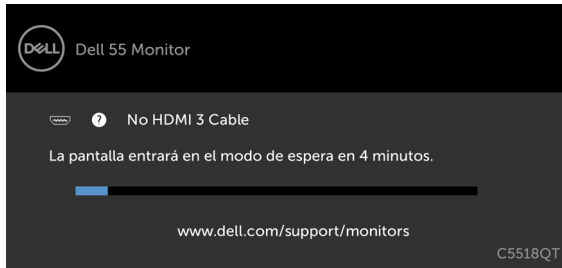 DELL Dell 55 Monitor
? No HDMI 3 Cable
La pantalla entrará en el modo de espera en 4 minutos.
www.dell.com/support/monitors
C5518QT